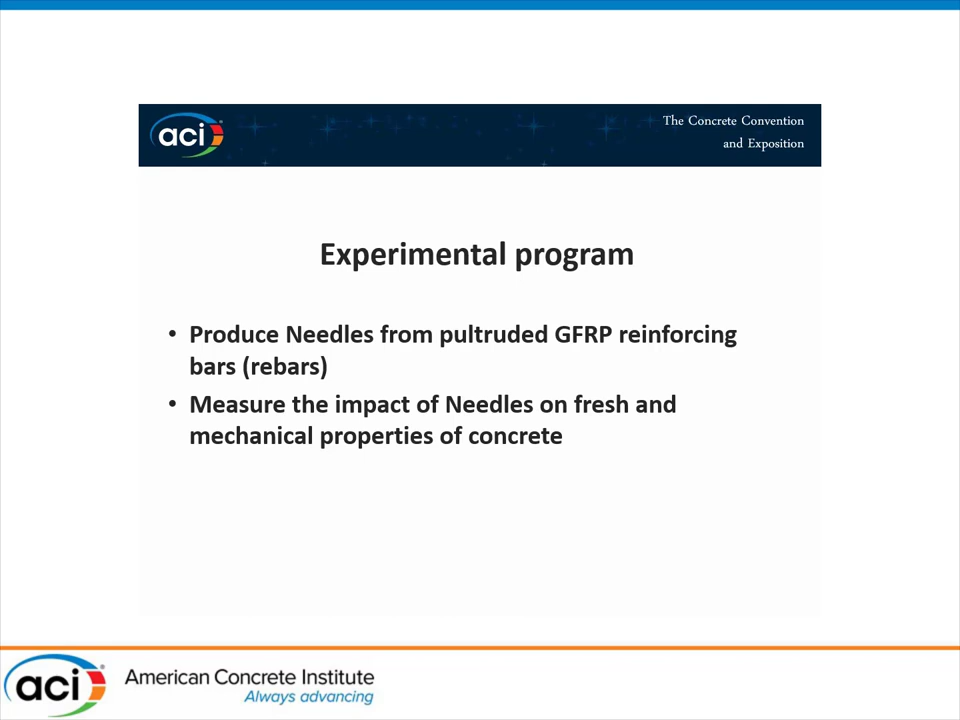 aci
The Concrete Convention
and Exposition
Experimental program
• Produce Needles from pultruded GFRP reinforcing
bars (rebars)
• Measure the impact of Needles on fresh and
mechanical properties of concrete
aci
American Concrete Institute
Always advancing